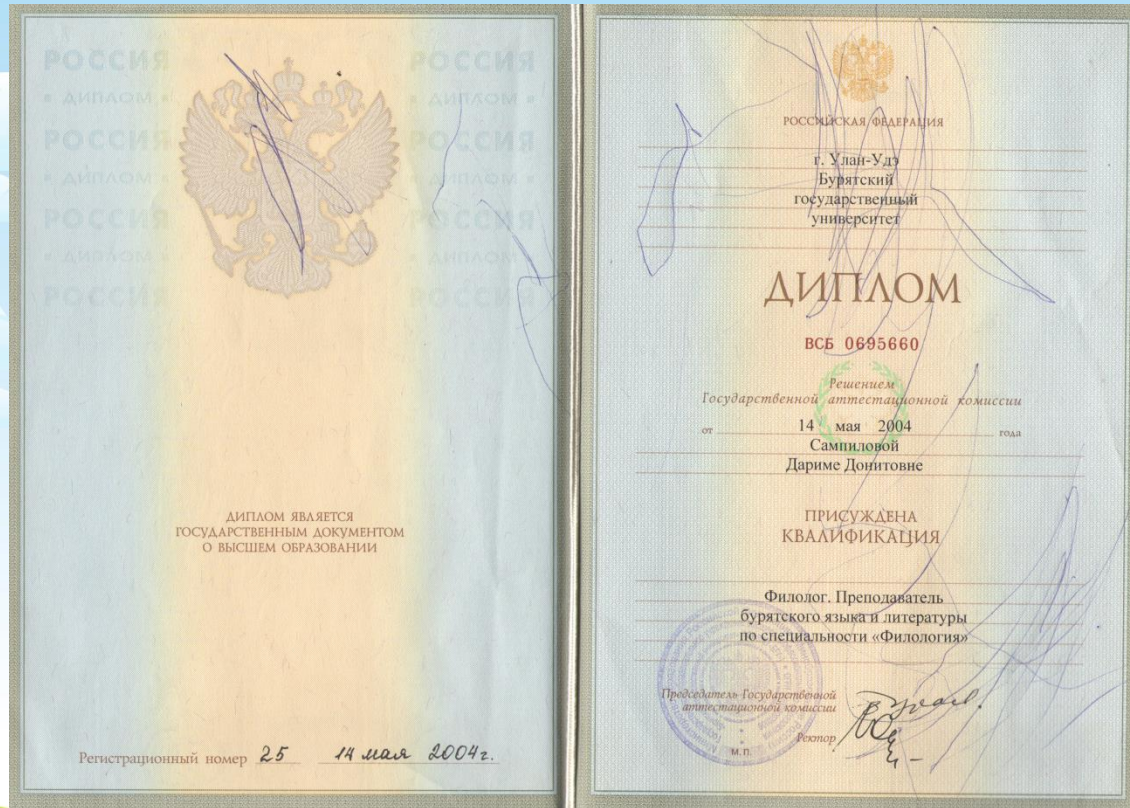 РОССИЯ РОССИЯ
ДИПЛОМ ДИПЛОМ
РОССИЯ РОССИЯ
ДИПЛОМ ДИПЛОМ
РОССИЯ РОССИЯ
ДИПЛОМ ДИПЛОМ
РОССИЯ РОССИЯ
ДИПЛОМ ЯВЛЯЕТСЯ
ГОСУДАРСТВЕННЫМ ДОКУМЕНТОМ
О ВЫСШЕМ ОБРАЗОВАНИИ
Регистрационный номер 25 14 мая 2004г.
РОССИЙСКАЯ ФЕДЕРАЦИЯ
г. Улан-Удэ
Бурятский
государственный
университет
ДИПЛОМ
ВСБ 0695660
Решением
Государственной аттестационной комиссии
от 14 мая 2004 года
Сампиловой
Дариме Донитовне
ПРИСУЖДЕНА
КВАЛИФИКАЦИЯ
Филолог. Преподаватель
бурятского языка и литературы
по специальности «Филология»
Председатель Государственной
аттестационной комиссии
Ректор
М.П.